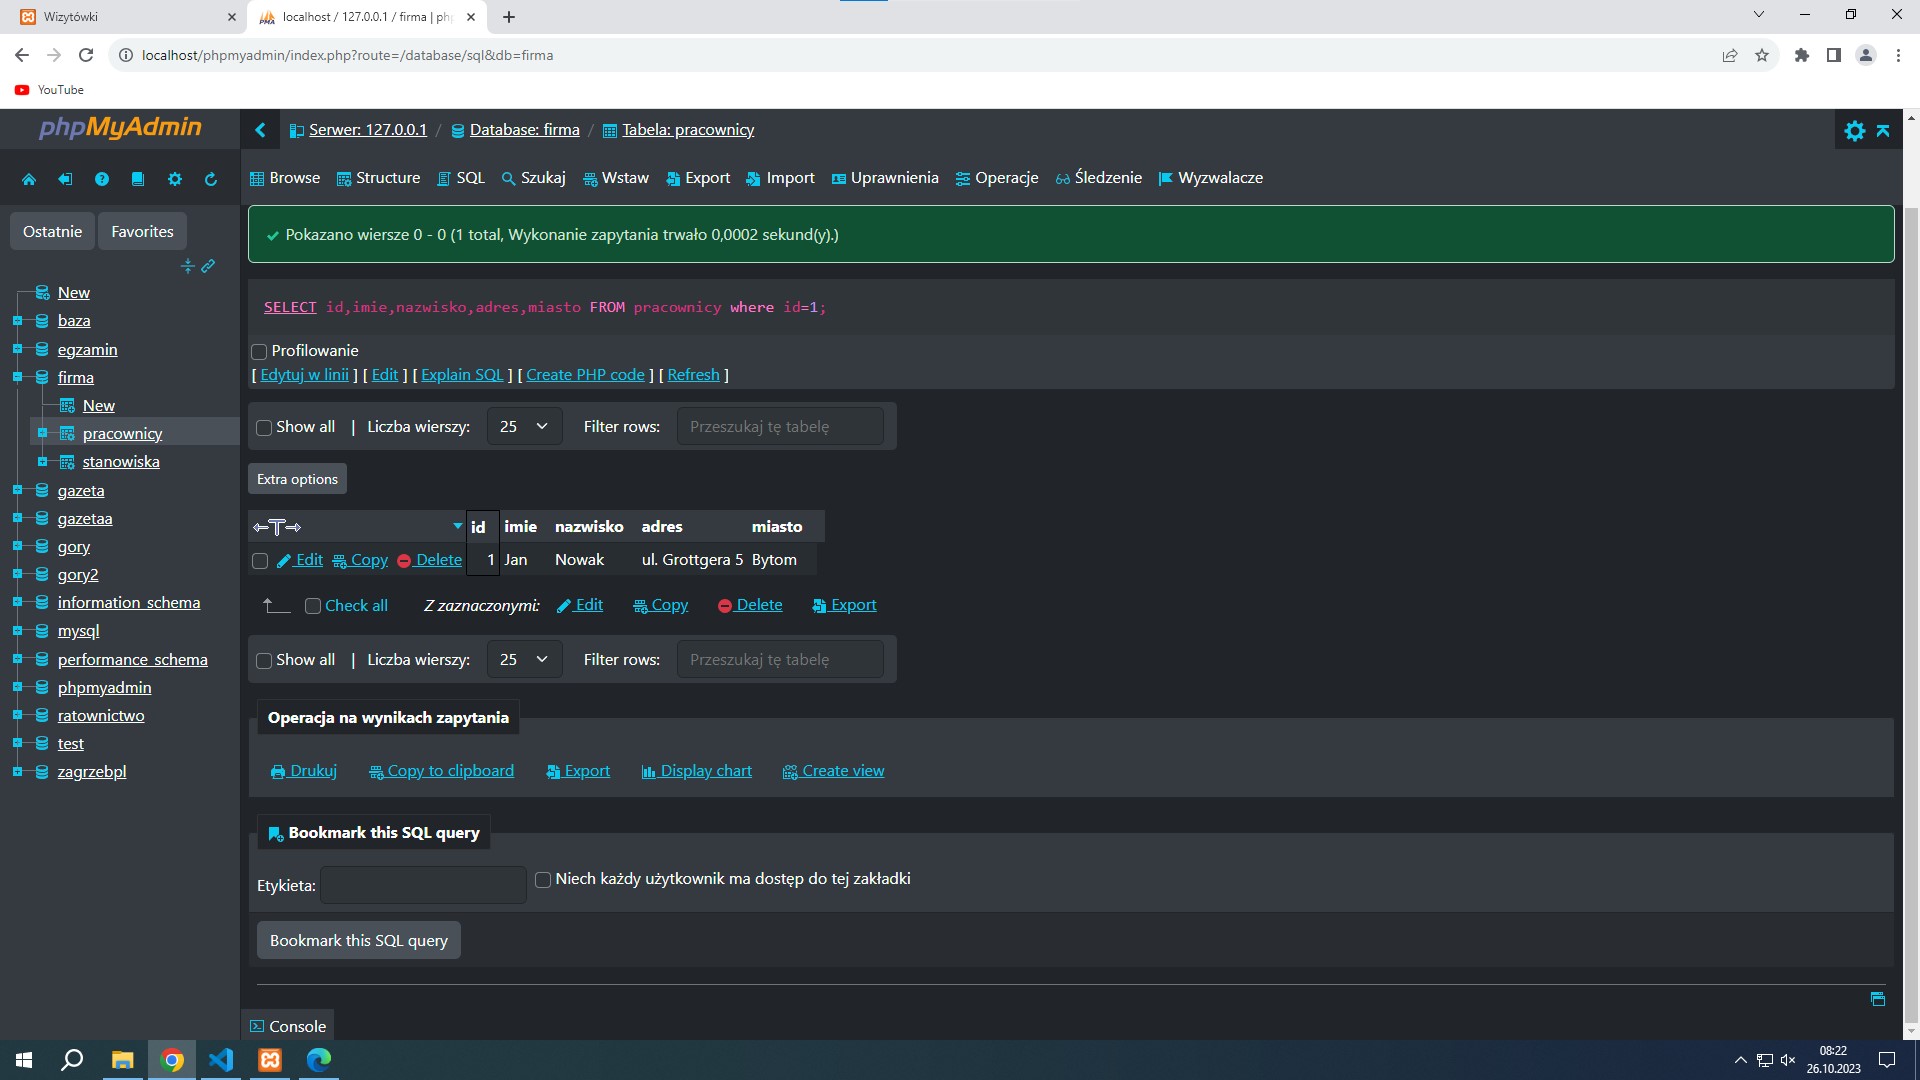 Wizytówki
localhost / 127.0.0.1 / firma | php
localhost/phpmyadmin/index.php?route=/database/sql&db=firma
YouTube
phpMyAdmin
Serwer: 127.0.0.1 / Database: firma / Tabela: pracownicy
Browse Structure SQL Szukaj Wstaw Export Import Uprawnienia Operacje Śledzenie Wyzwalacze
Ostatnie Favorites
New
baza
egzamin
firma
New
pracownicy
stanowiska
gazeta
gazetaa
gory
gory2
information_schema
mysql
performance_schema
phpmyadmin
ratownictwo
test
zagrzebpl
Pokazano wiersze 0 - 0 (1 total, Wykonanie zapytania trwało 0,0002 sekund(y).)
SELECT id,imie,nazwisko,adres,miasto FROM pracownicy where id=1;
Profilowanie
[ Edytuj w linii ] [ Edit ] [ Explain SQL ] [ Create PHP code ] [ Refresh ]
Show all | Liczba wierszy: 25 Filter rows: Przeszukaj tę tabelę
Extra options
←T→ id imie nazwisko adres miasto
Edit Copy Delete 1 Jan Nowak ul. Grottgera 5 Bytom
Check all Z zaznaczonymi: Edit Copy Delete Export
Show all | Liczba wierszy: 25 Filter rows: Przeszukaj tę tabelę
Operacja na wynikach zapytania
Drukuj Copy to clipboard Export Display chart Create view
Bookmark this SQL query
Etykieta: Niech każdy użytkownik ma dostęp do tej zakładki
Bookmark this SQL query
Console
08:22
26.10.2023